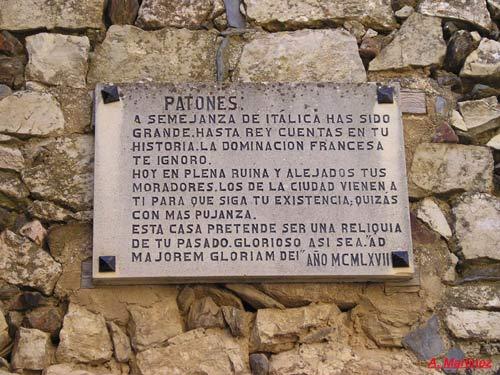 PATONES:
A SEMEJANZA DE ITÁLICA HAS SIDO
GRANDE.HASTA REY CUENTAS EN TU
HISTORIA.LA DOMINACION FRANCESA
TE IGNORO.
HOY EN PLENA RUINA Y ALEJADOS TUS
MORADORES.LOS DE LA CIUDAD VIENEN A
TI PARA QUE SIGA TU EXISTENCIA; QUIZÁS
CON MAS PUJANZA.
ESTA CASA PRETENDE SER UNA RELIQUIA
DE TU PASADO.GLORIOSO ASI SEA."AD
MAJOREM GLORIAM DEI" AÑO MCMLXVII
A. Martinoz